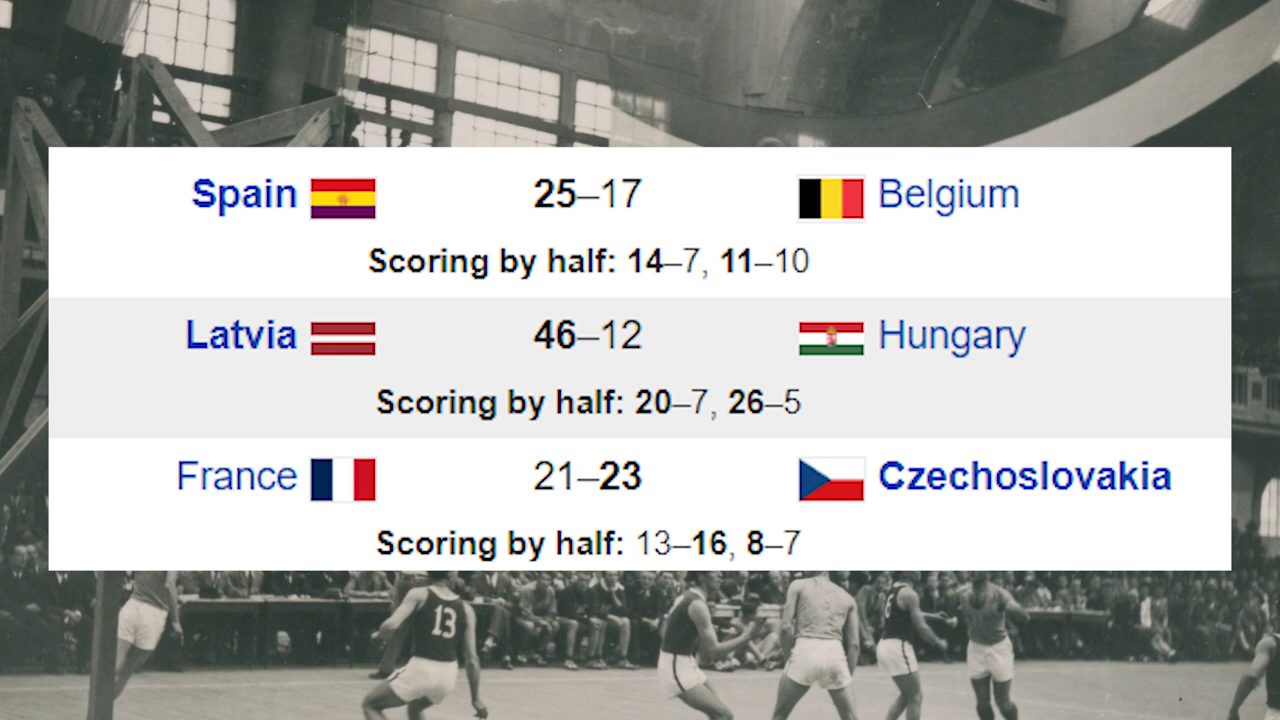 Spain 25–17 Belgium
Scoring by half: 14–7, 11–10
Latvia 46–12 Hungary
Scoring by half: 20–7, 26–5
France 21–23 Czechoslovakia
Scoring by half: 13–16, 8–7
13